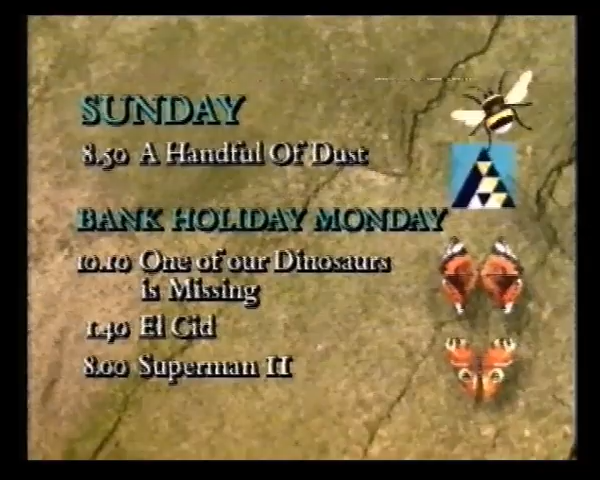 SUNDAY
8.50 A Handful Of Dust
BANK HOLIDAY MONDAY
10.10 One of our Dinosaurs
is Missing
1.40 El Cid
8.00 Superman II